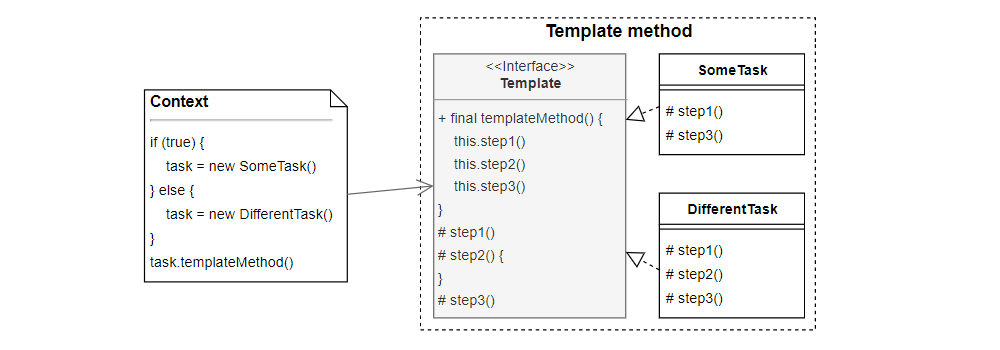 Template method
Context
if (true) {
task = new SomeTask()
} else {
task = new DifferentTask()
}
task.templateMethod()
<<Interface>>
Template
+ final templateMethod() {
this.step1()
this.step2()
this.step3()
}
# step1()
# step2() {
}
# step3()
SomeTask
# step1()
# step3()
DifferentTask
# step1()
# step2()
# step3()